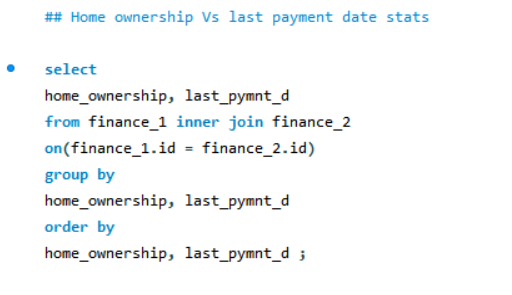 ## Home ownership Vs last payment date stats
select
home_ownership, last_pymnt_d
from finance_1 inner join finance_2
on(finance_1.id = finance_2.id)
group by
home_ownership, last_pymnt_d
order by
home_ownership, last_pymnt_d ;